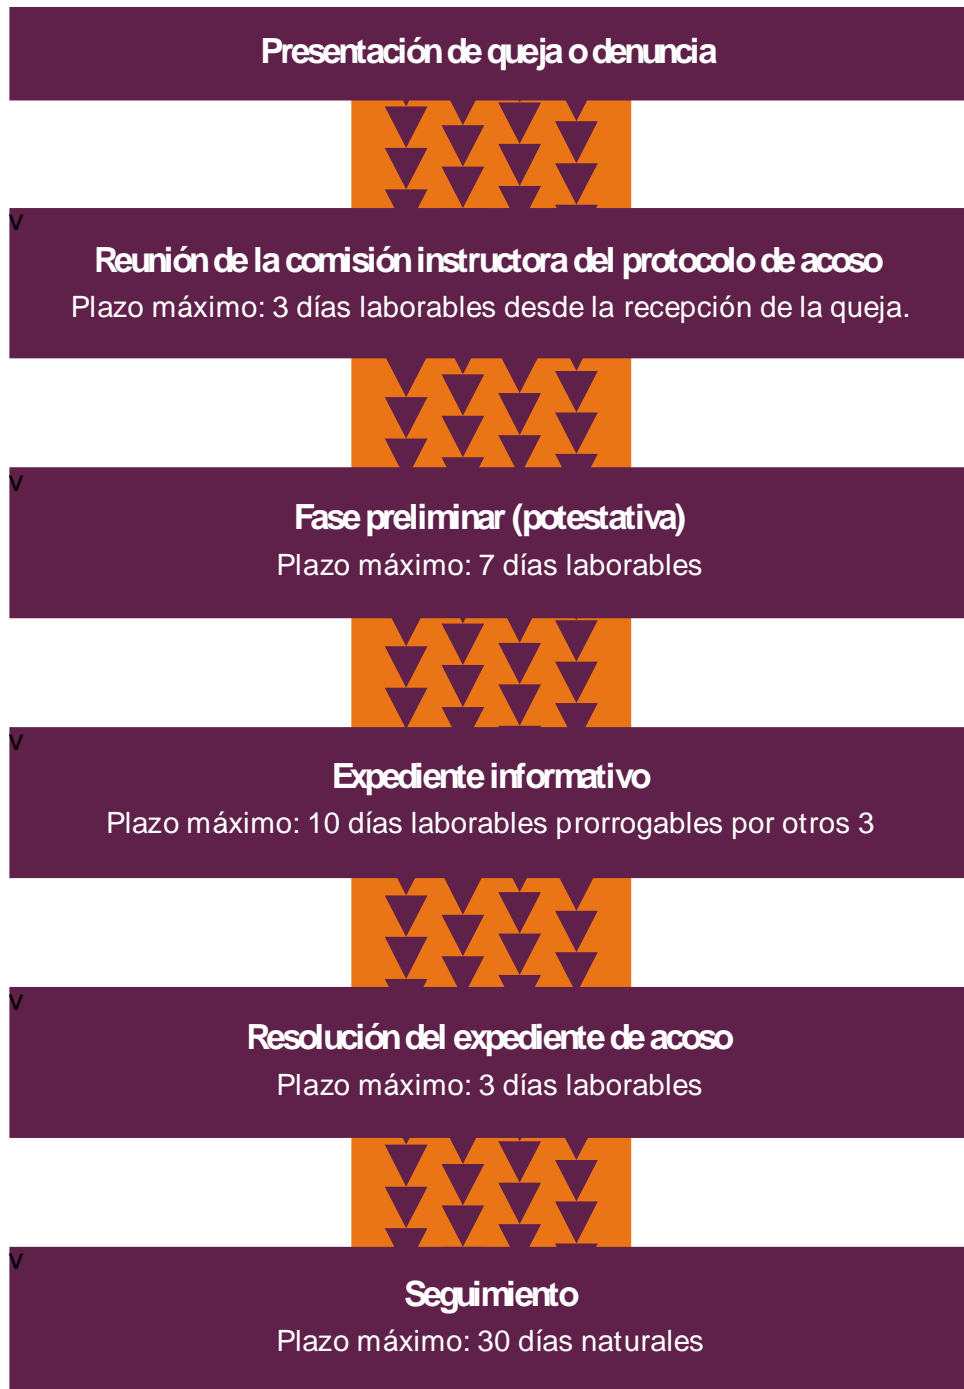 Presentación de queja o denuncia
v
Reunión de la comisión instructora del protocolo de acoso
Plazo máximo: 3 días laborables desde la recepción de la queja.
v
Fase preliminar (potestativa)
Plazo máximo: 7 días laborables
v
Expediente informativo
Plazo máximo: 10 días laborables prorrogables por otros 3
v
Resolución del expediente de acoso
Plazo máximo: 3 días laborables
v
Seguimiento
Plazo máximo: 30 días naturales